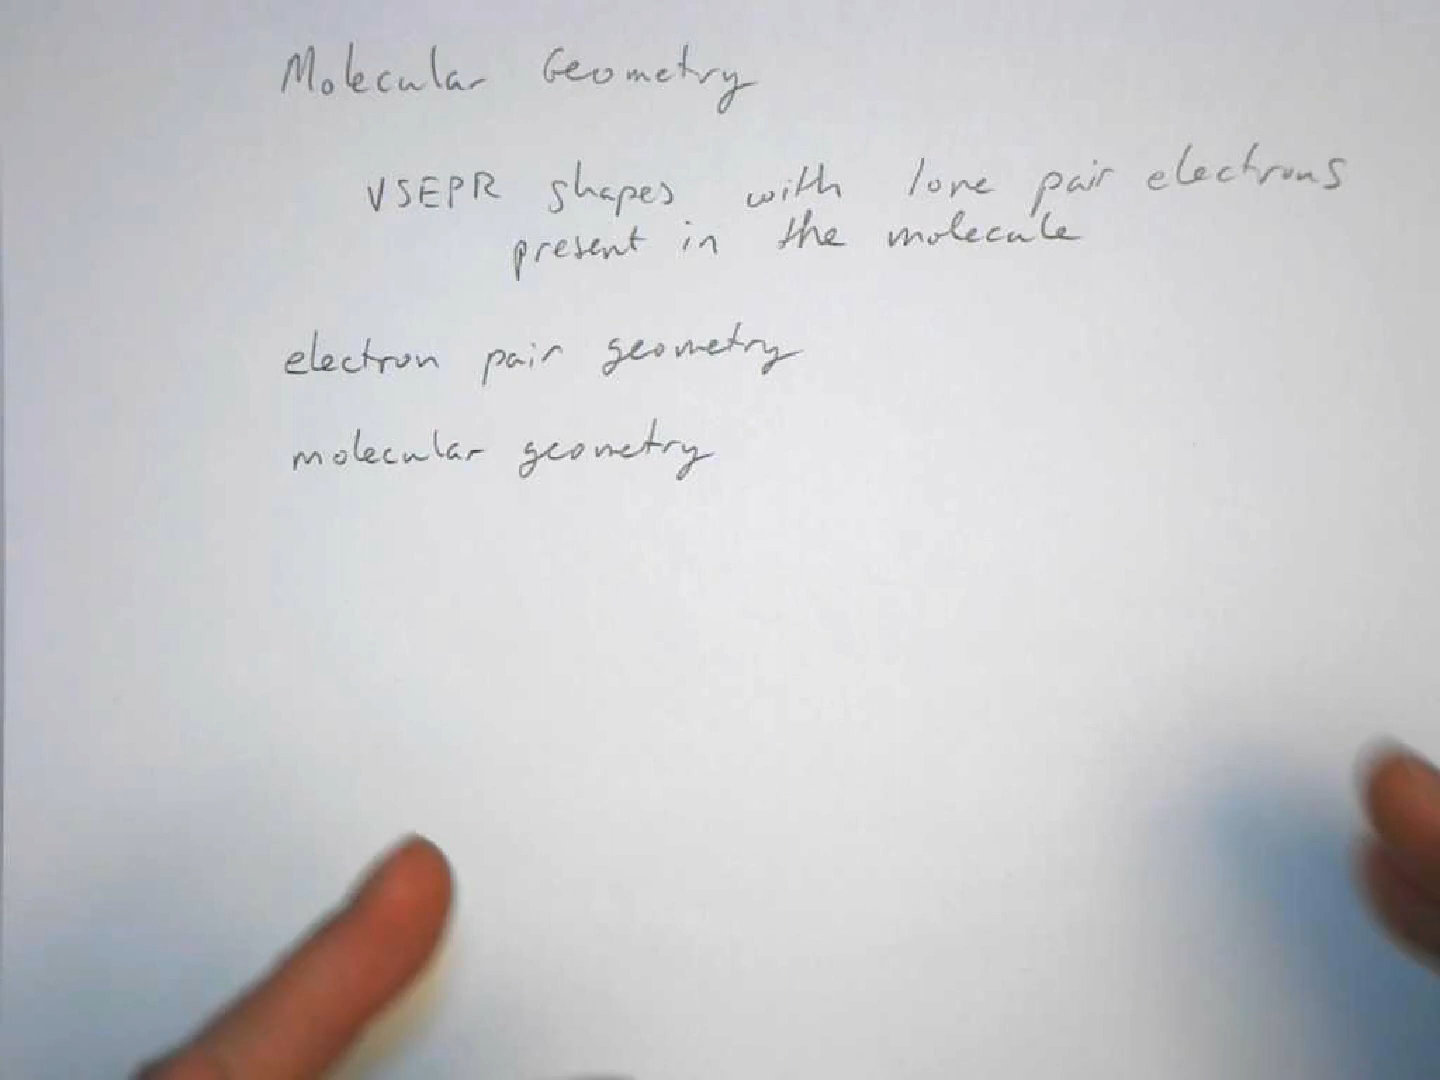 Molecular Geometry
VSEPR shapes with lone pair electrons
present in the molecule
electron pair geometry
molecular geometry